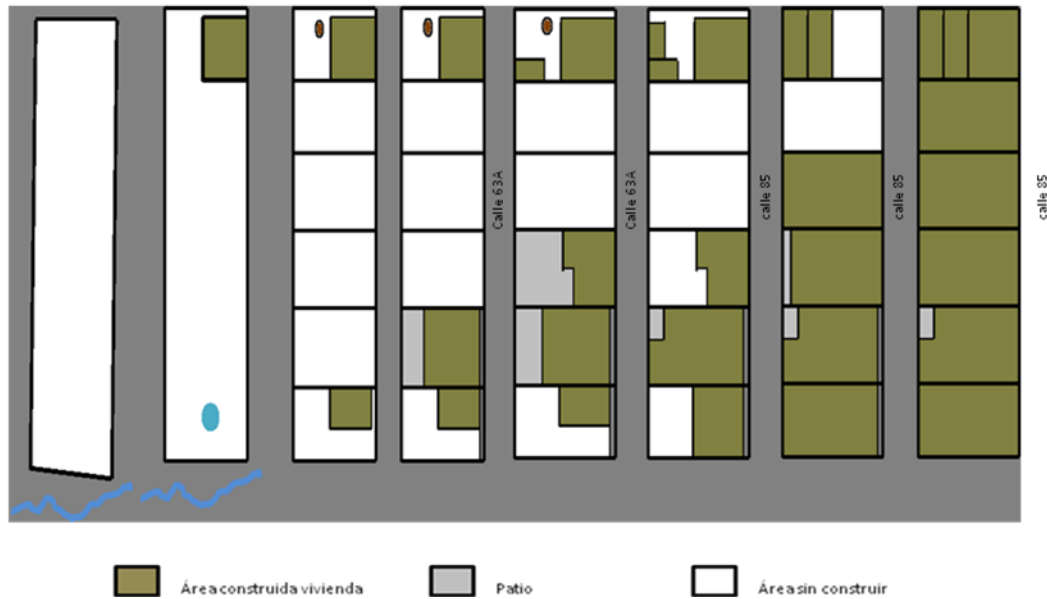 Calle 63A
Calle 63A
calle 85
calle 85
calle 85
Área construida vivienda
Patio
Área sin construir